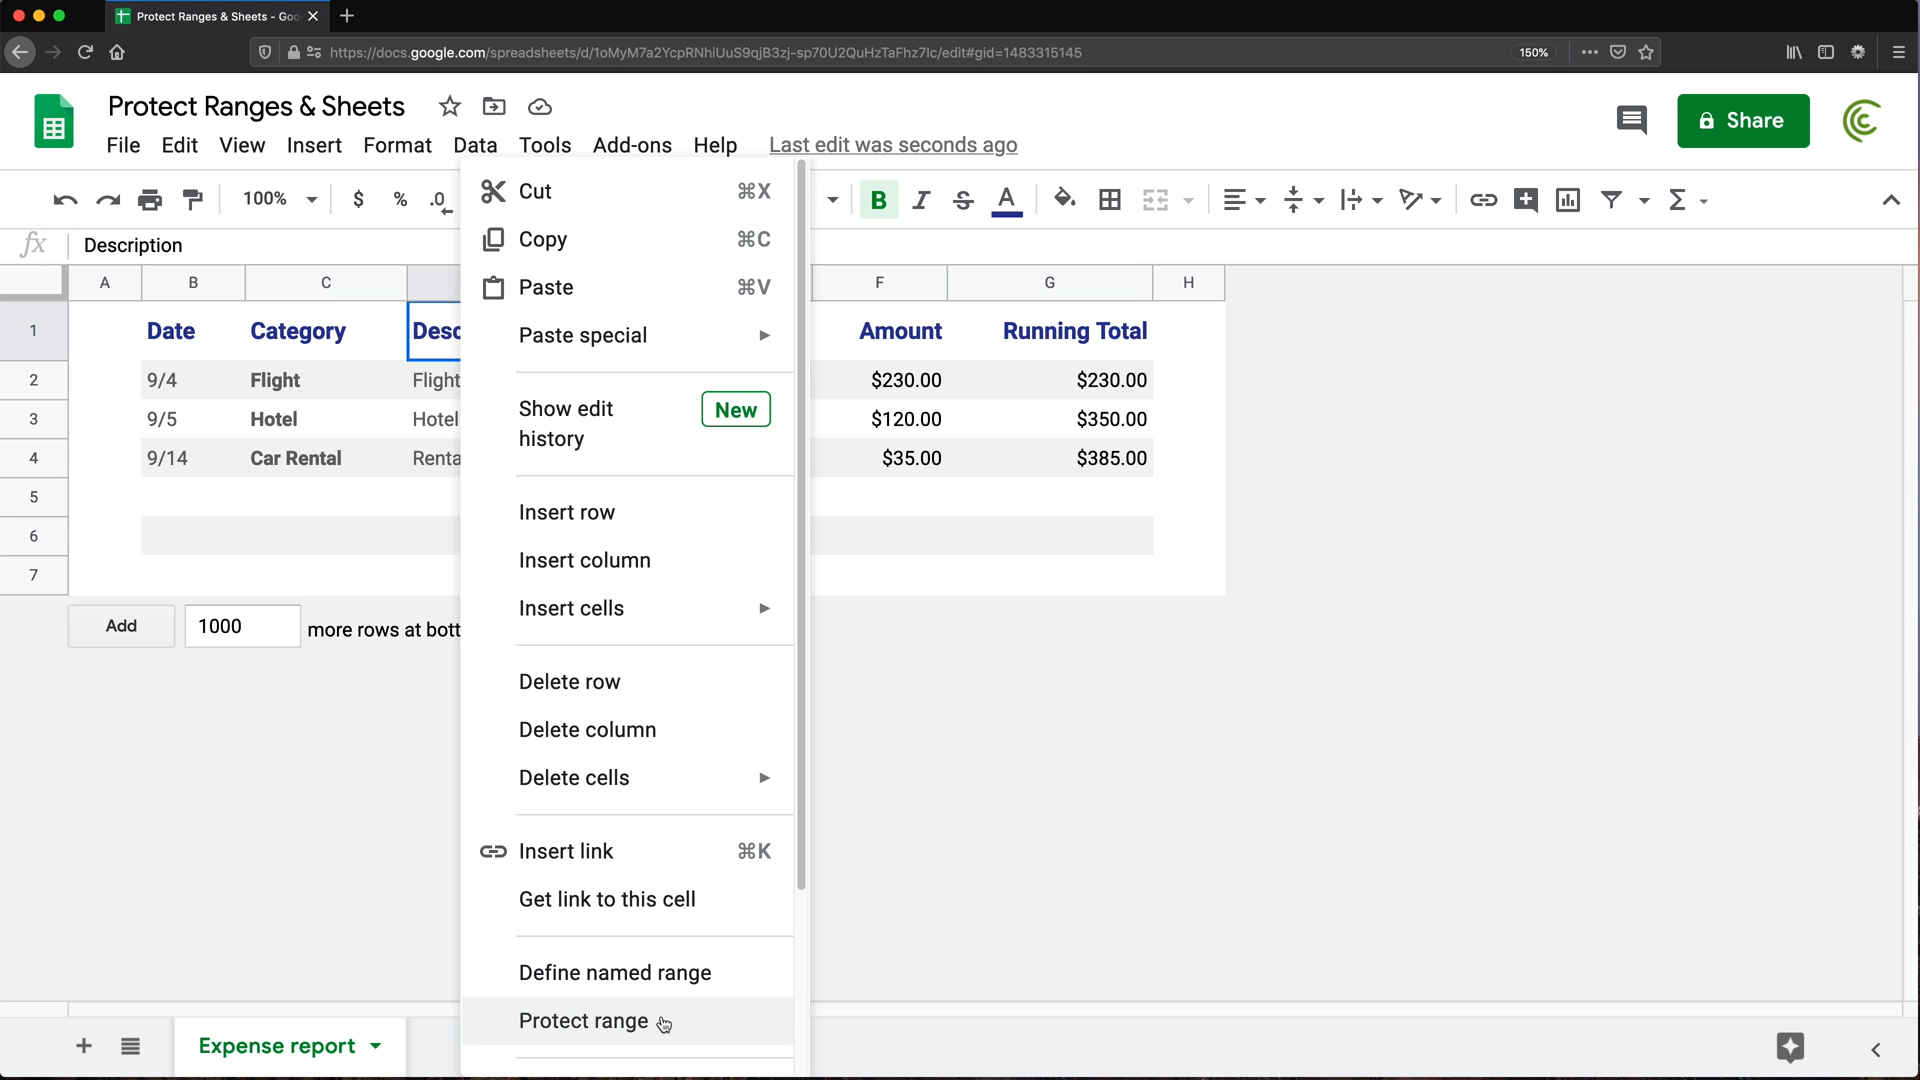 Protect Ranges & Sheets - Goo
https://docs.google.com/spreadsheets/d/1oMyM7a2YcpRNhiUuS9qjB3zj-sp70U2QuHzTaFhz7Ic/edit#gid=1483315145
150%
Protect Ranges & Sheets
Share
File Edit View Insert Format Data Tools Add-ons Help Last edit was seconds ago
100% $ % .0 B I S A Σ
fx Description
A B C F G H
1 Date Category Desc Amount Running Total
2 9/4 Flight Flight $230.00 $230.00
3 9/5 Hotel Hotel $120.00 $350.00
4 9/14 Car Rental Renta $35.00 $385.00
5
6
7
Add 1000 more rows at bott
Cut ⌘X
Copy ⌘C
Paste ⌘V
Paste special
Show edit
history
New
Insert row
Insert column
Insert cells
Delete row
Delete column
Delete cells
Insert link ⌘K
Get link to this cell
Define named range
Protect range
Expense report